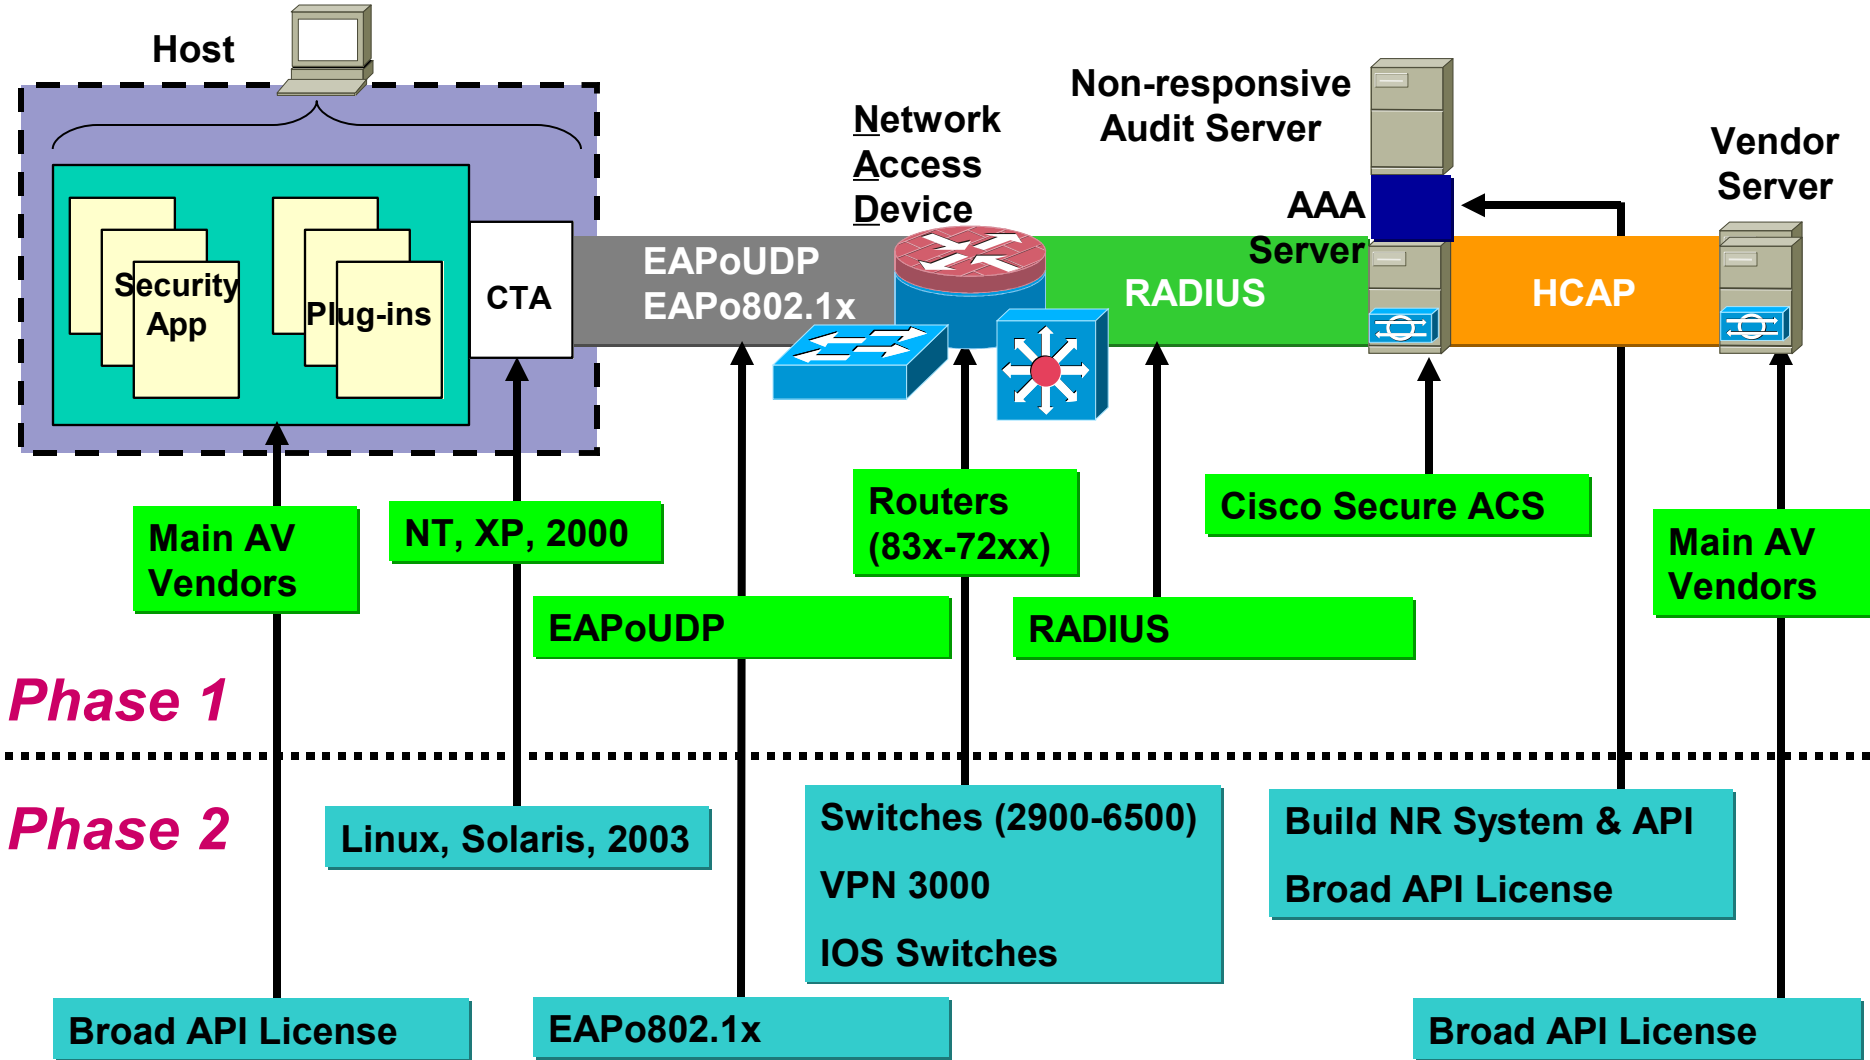 Host
Non-responsive
Audit Server
Network
Access
Device
Vendor
Server
AAA
Server
Security
App
Plug-ins
CTA
EAPoUDP
EAPo802.1x
RADIUS
HCAP
Main AV
Vendors
NT, XP, 2000
Routers
(83x-72xx)
Cisco Secure ACS
Main AV
Vendors
EAPoUDP
RADIUS
Phase 1
Phase 2
Linux, Solaris, 2003
Switches (2900-6500)
VPN 3000
IOS Switches
Build NR System & API
Broad API License
Broad API License
EAPo802.1x
Broad API License